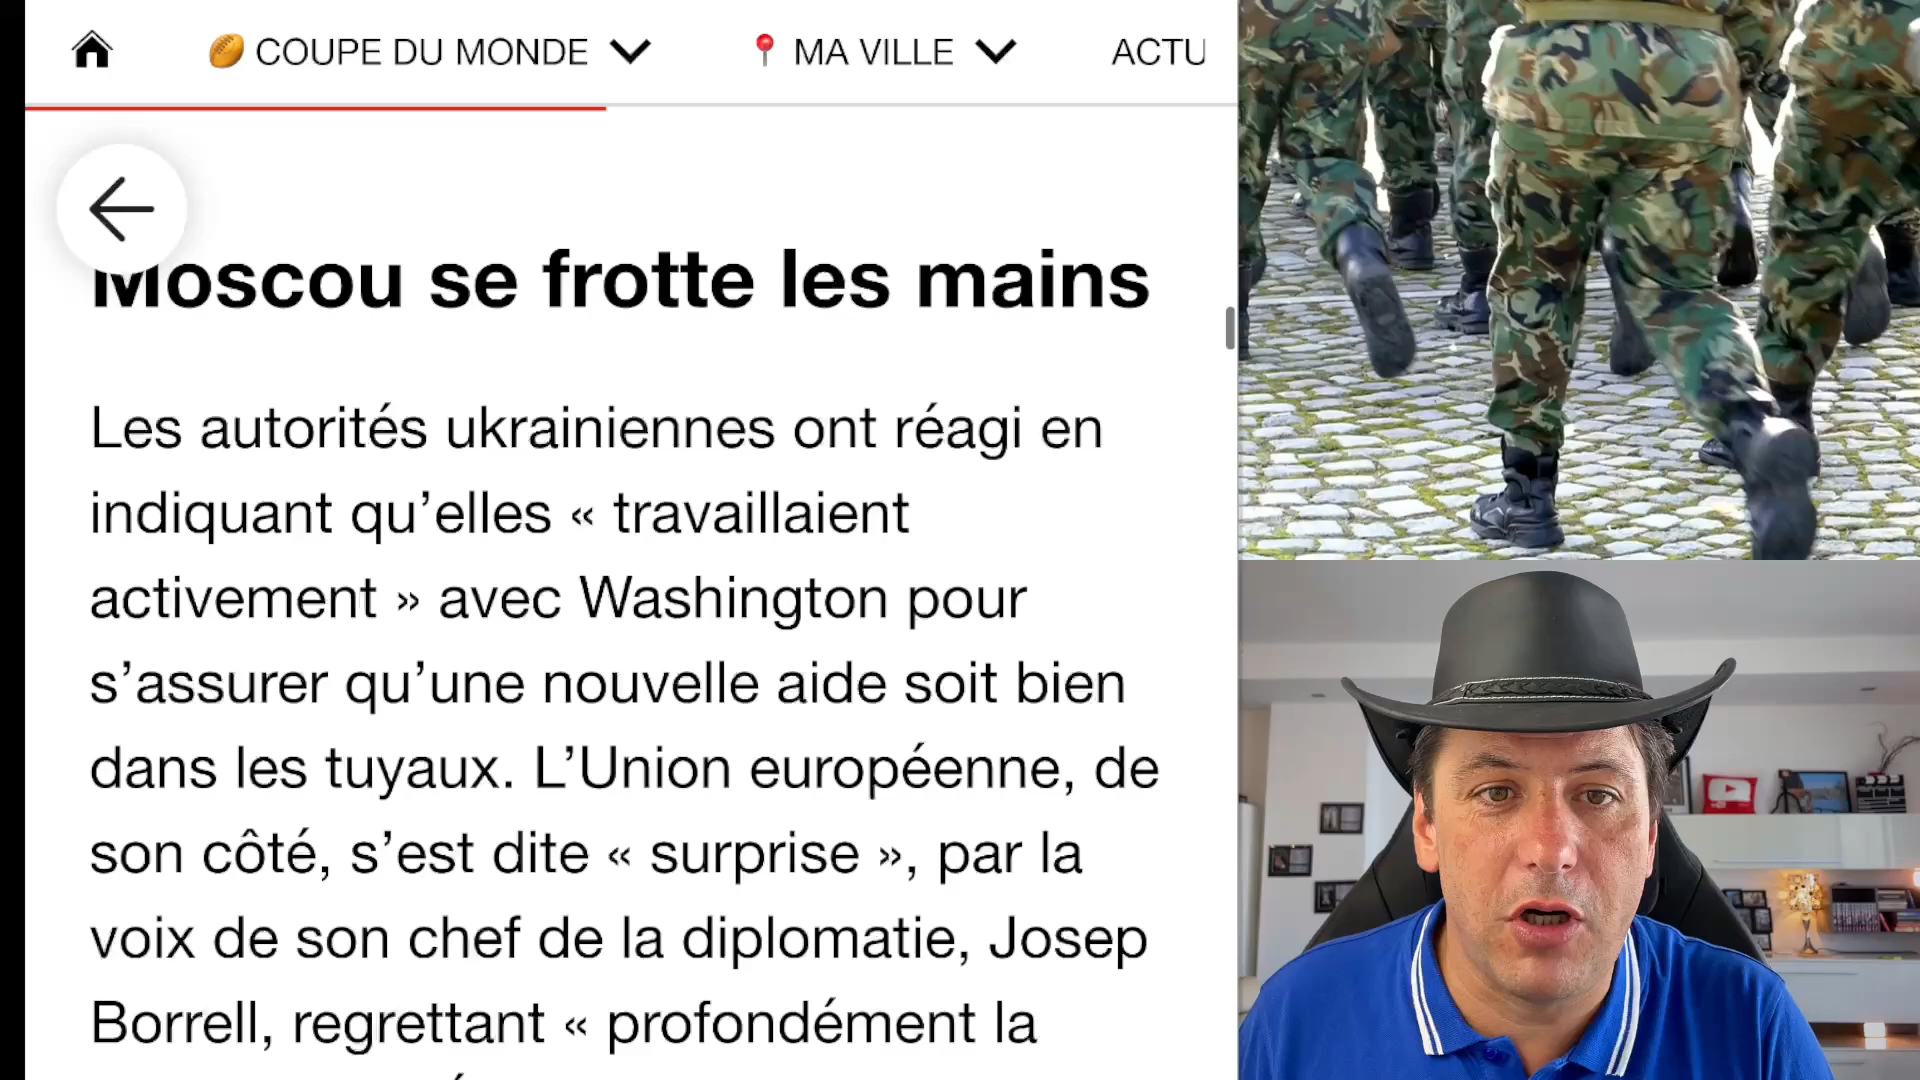 COUPE DU MONDE
MA VILLE
ACTU
Moscou se frotte les mains
Les autorités ukrainiennes ont réagi en
indiquant qu’elles « travaillaient
activement » avec Washington pour
s’assurer qu’une nouvelle aide soit bien
dans les tuyaux. L’Union européenne, de
son côté, s’est dite « surprise », par la
voix de son chef de la diplomatie, Josep
Borrell, regrettant « profondément la